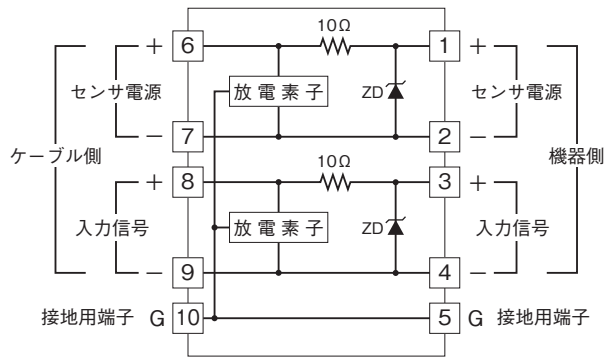 10Ω
＋ 6
1 ＋
センサ電源
放電素子
ZD
センサ電源
− 7
2 −
ケーブル側
機器側
10Ω
＋ 8
3 ＋
入力信号
放電素子
ZD
入力信号
− 9
4 −
接地用端子 G 10
5 G 接地用端子